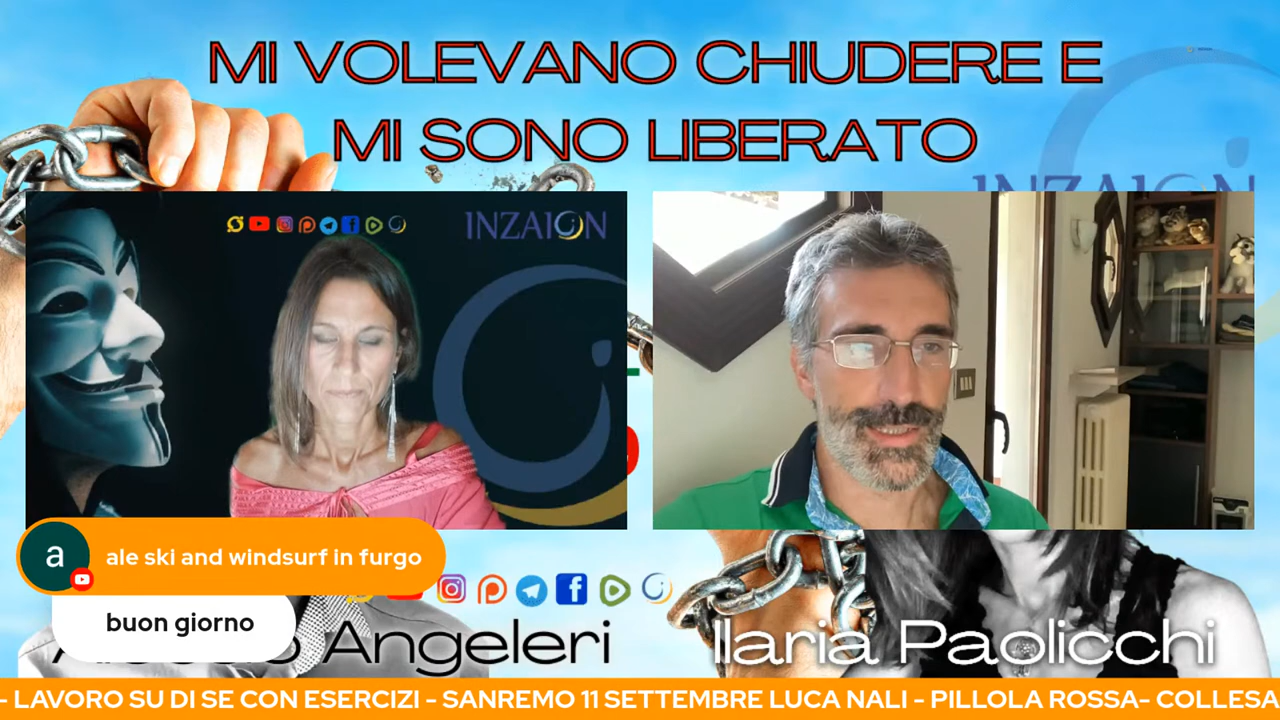 MI VOLEVANO CHIUDERE E
MI SONO LIBERATO
INZAION
INZAION
a
ale ski and windsurf in furgo
buon giorno
Angeleri
Ilaria Paolicchi
- LAVORO SU DI SE CON ESERCIZI - SANREMO 11 SETTEMBRE LUCA NALI - PILLOLA ROSSA- COLLESA